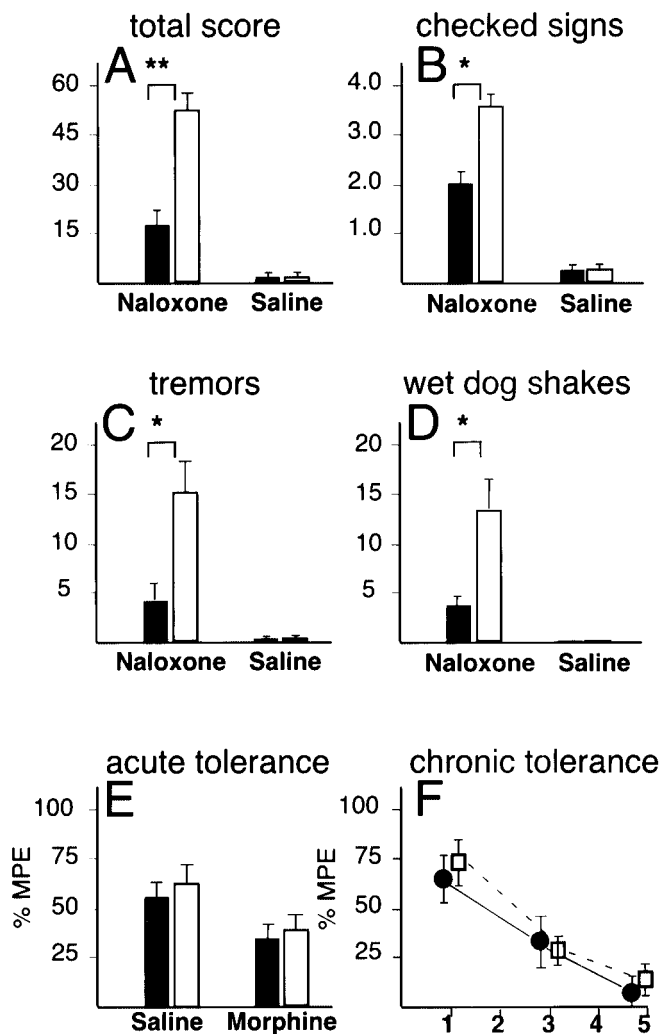 total score
checked signs
A
**
60
45
30
15
Naloxone Saline
B
*
4.0
3.0
2.0
1.0
Naloxone Saline
tremors
wet dog shakes
C
*
20
15
10
5
Naloxone Saline
D
*
20
15
10
5
Naloxone Saline
acute tolerance
chronic tolerance
E
100
75
50
25
% MPE
Saline Morphine
F
100
75
50
25
% MPE
1 2 3 4 5